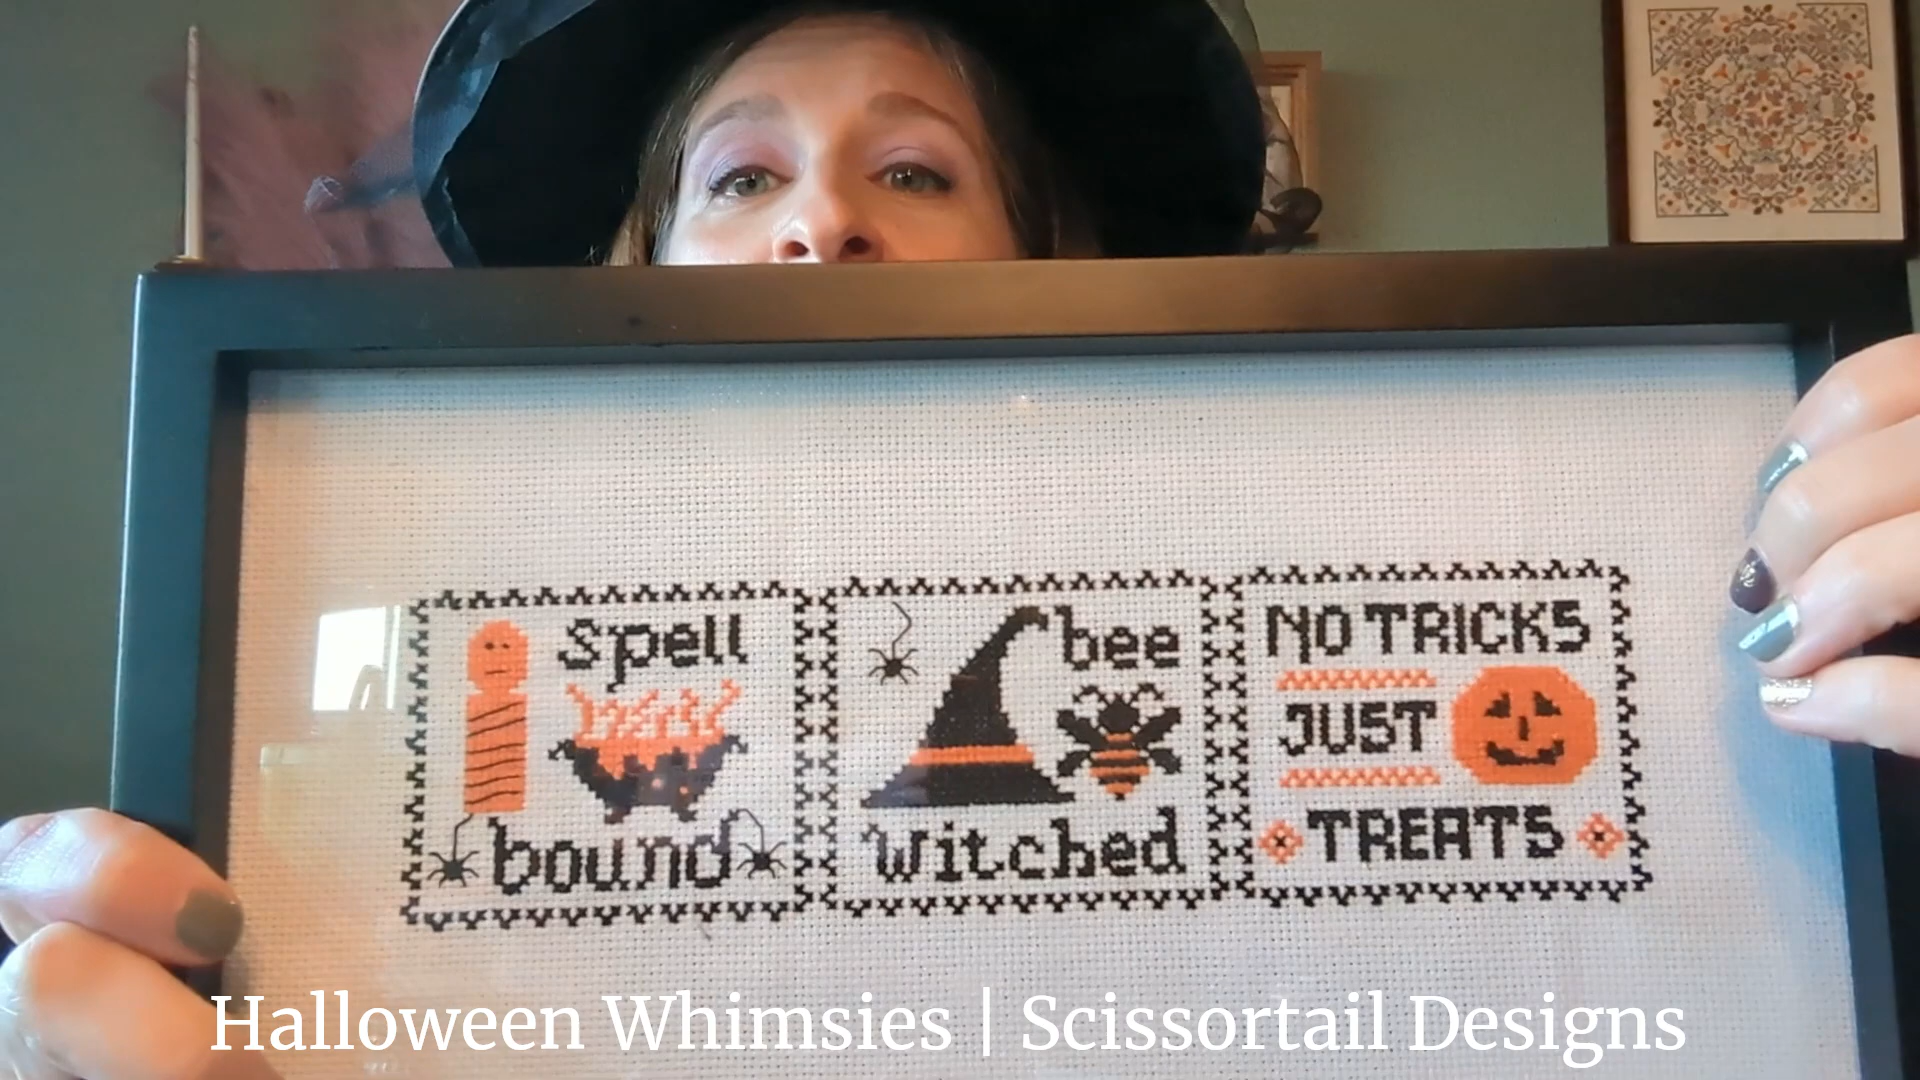 spell
bound
bee
Witched
NO TRICKS
JUST
TREATS
Halloween Whimsies | Scissortail Designs